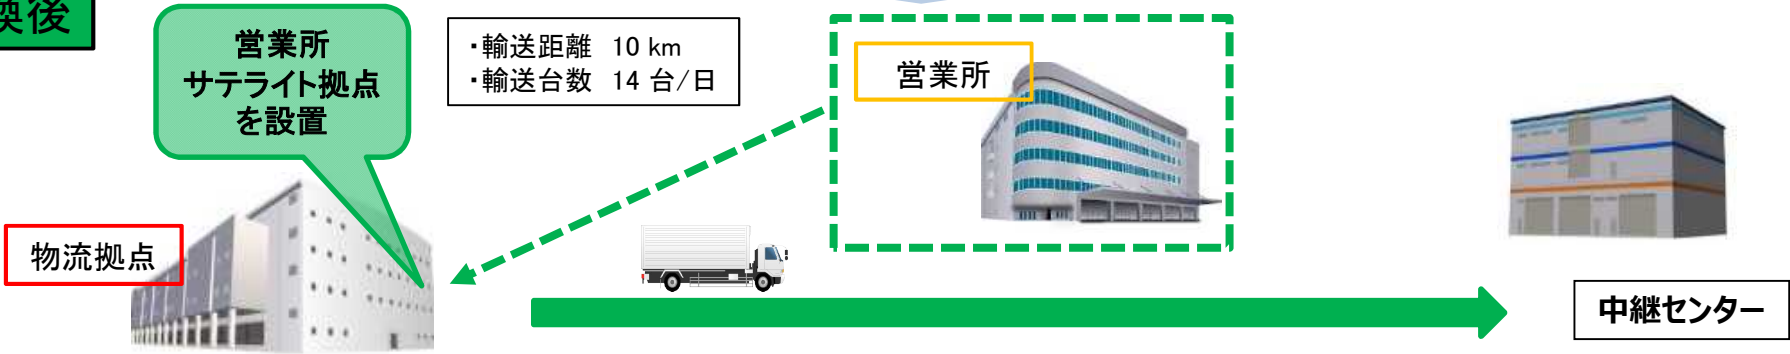 換後
営業所
サテライト拠点
を設置
・輸送距離 10 km
・輸送台数 14 台/日
営業所
物流拠点
中継センター